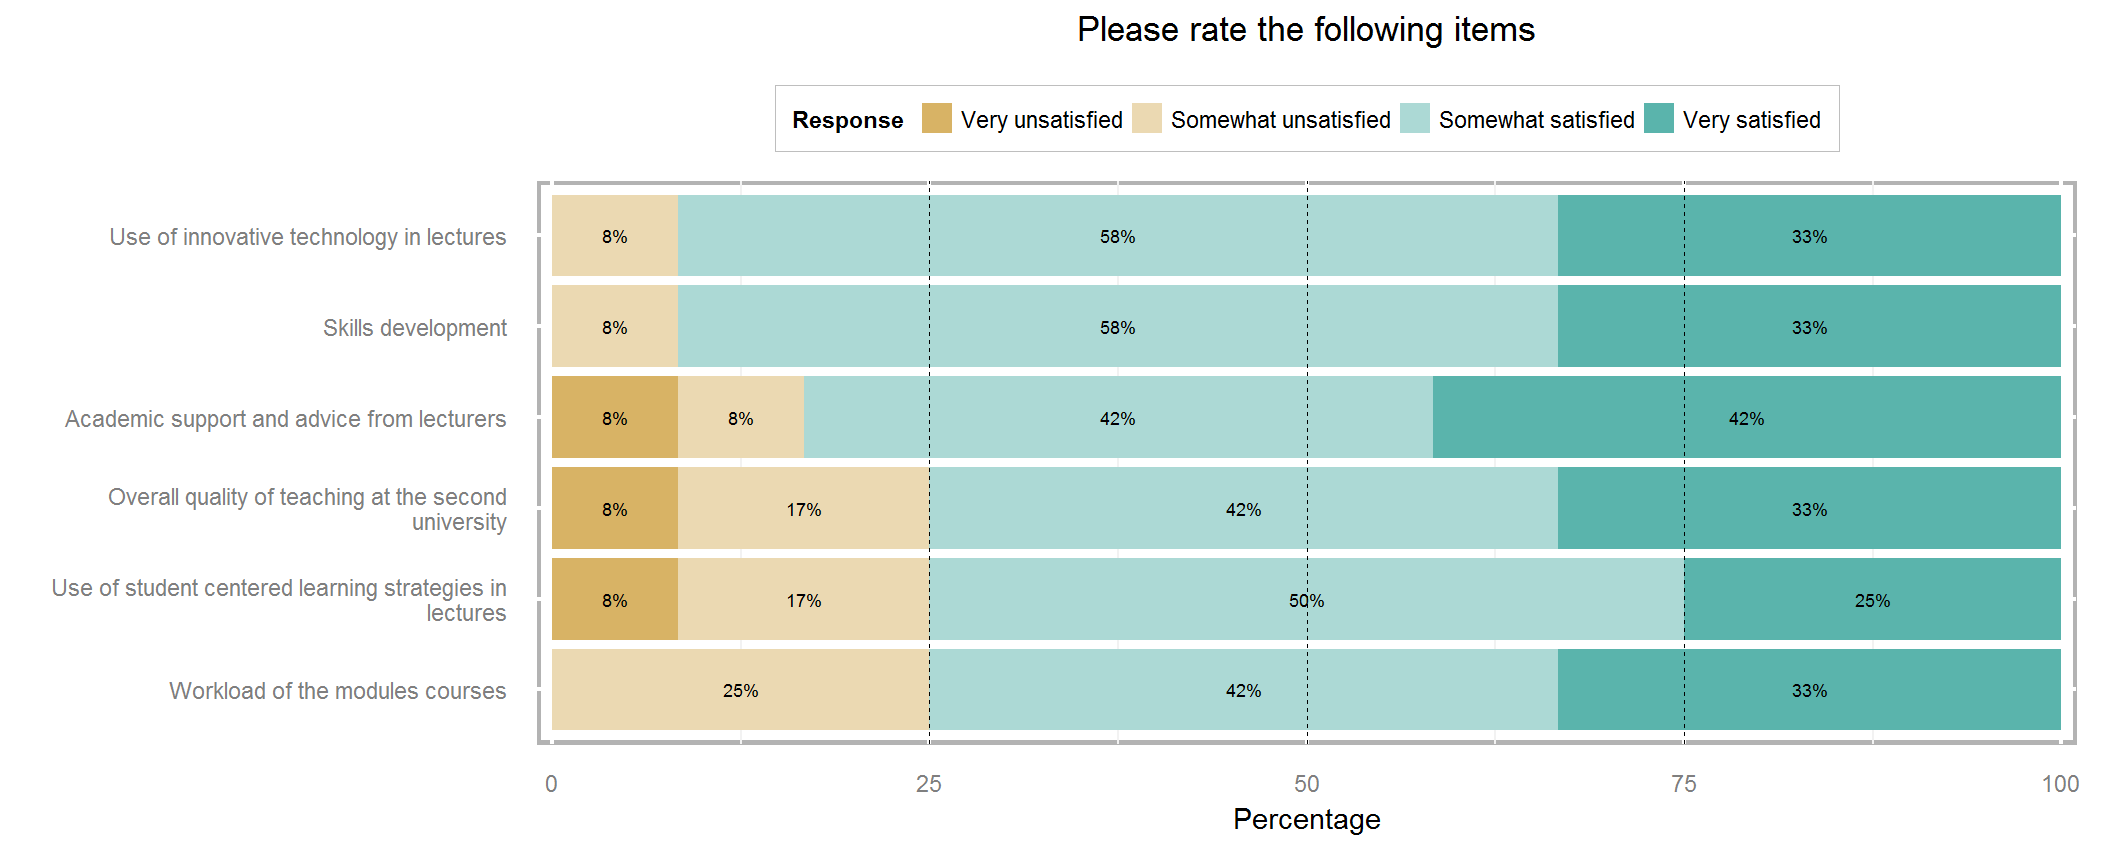 Please rate the following items
Response Very unsatisfied Somewhat unsatisfied Somewhat satisfied Very satisfied
Use of innovative technology in lectures 8% 58% 33%
Skills development 8% 58% 33%
Academic support and advice from lecturers 8% 8% 42% 42%
Overall quality of teaching at the second
university
8% 17% 42% 33%
Use of student centered learning strategies in
lectures
8% 17% 50% 25%
Workload of the modules courses 25% 42% 33%
0 25 50 75 100
Percentage